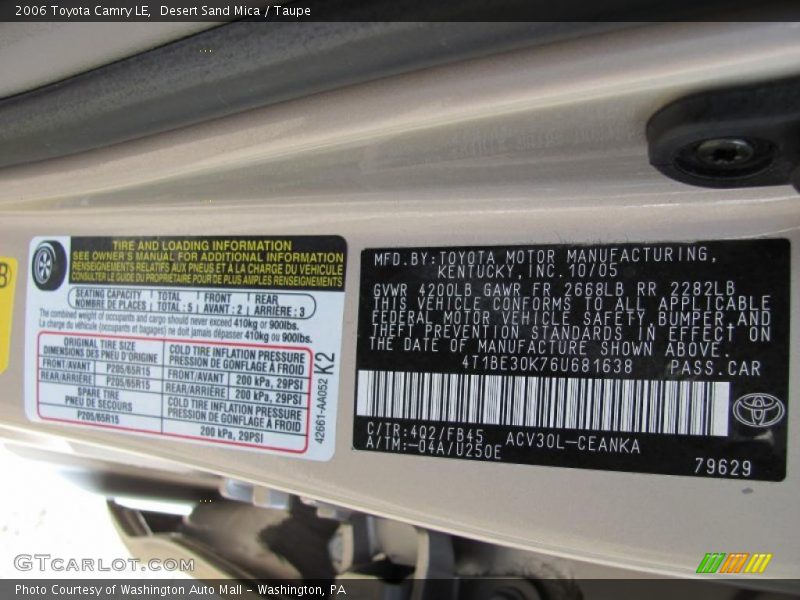 2006 Toyota Camry LE, Desert Sand Mica / Taupe
B
TIRE AND LOADING INFORMATION
SEE OWNER'S MANUAL FOR ADDITIONAL INFORMATION
RENSEIGNEMENTS RELATIFS AUX PNEUS ET À LA CHARGE DU VÉHICULE
CONSULTER LE GUIDE DU PROPRIÉTAIRE POUR DE PLUS AMPLES RENSEIGNEMENTS
SEATING CAPACITY TOTAL FRONT REAR
NOMBRE DE PLACES TOTAL : 5 AVANT : 2 ARRIÈRE : 3
The combined weight of occupants and cargo should never exceed 410kg or 900lbs.
La charge du véhicule (occupants et bagages) ne doit jamais dépasser 410kg ou 900lbs.
ORIGINAL TIRE SIZE
DIMENSIONS DES PNEU D'ORIGINE
COLD TIRE INFLATION PRESSURE
PRESSION DE GONFLAGE À FROID
FRONT/AVANT P205/65R15
FRONT/AVANT 200 kPa, 29PSI
REAR/ARRIÈRE P205/65R15
REAR/ARRIÈRE 200 kPa, 29PSI
SPARE TIRE
PNEU DE SECOURS
COLD TIRE INFLATION PRESSURE
PRESSION DE GONFLAGE À FROID
P205/65R15
200 kPa, 29PSI
42661-AA052 K2
MFD. BY: TOYOTA MOTOR MANUFACTURING,
KENTUCKY, INC. 10/05
GVWR 4200LB GAWR FR 2668LB RR 2282LB
THIS VEHICLE CONFORMS TO ALL APPLICABLE
FEDERAL MOTOR VEHICLE SAFETY, BUMPER AND
THEFT PREVENTION STANDARDS IN EFFECT ON
THE DATE OF MANUFACTURE SHOWN ABOVE.
4T1BE30K76U681638 PASS.CAR
C/TR:4Q2/FB45 ACV30L-CEANKA
A/TM:-04A/U250E
79629
GTCarLot.com
Photo Courtesy of Washington Auto Mall - Washington, PA